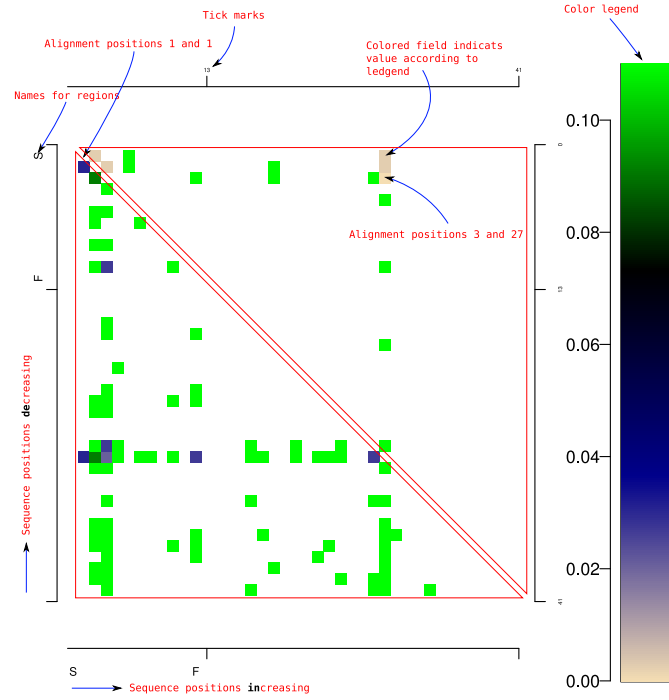 Color legend
Tick marks
Alignment positions 1 and 1
Colored field indicats
value according to
ledgend
13
41
Names for regions
0.10
S
0
Alignment positions 3 and 27
0.08
F
13
0.06
Sequence positions decreasing
0.04
0.02
41
0.00
S
F
Sequence positions increasing